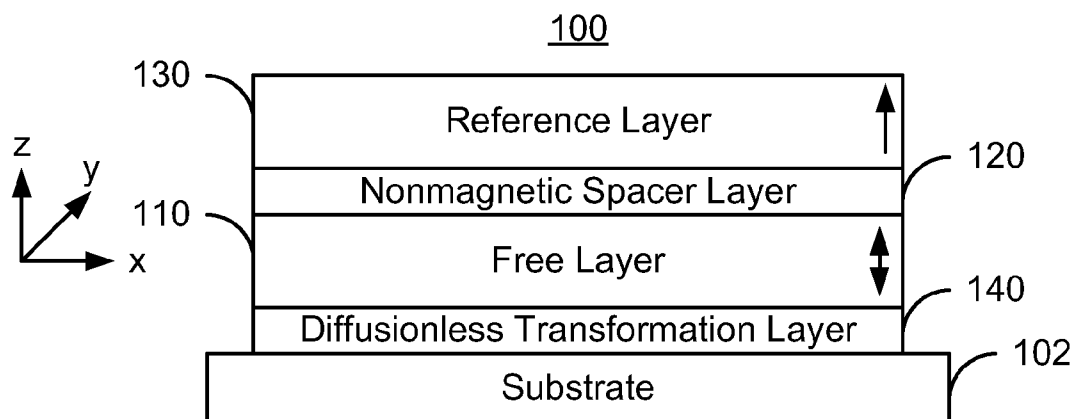 100
130
Reference Layer
z
y
x
120
Nonmagnetic Spacer Layer
110
Free Layer
140
Diffusionless Transformation Layer
102
Substrate